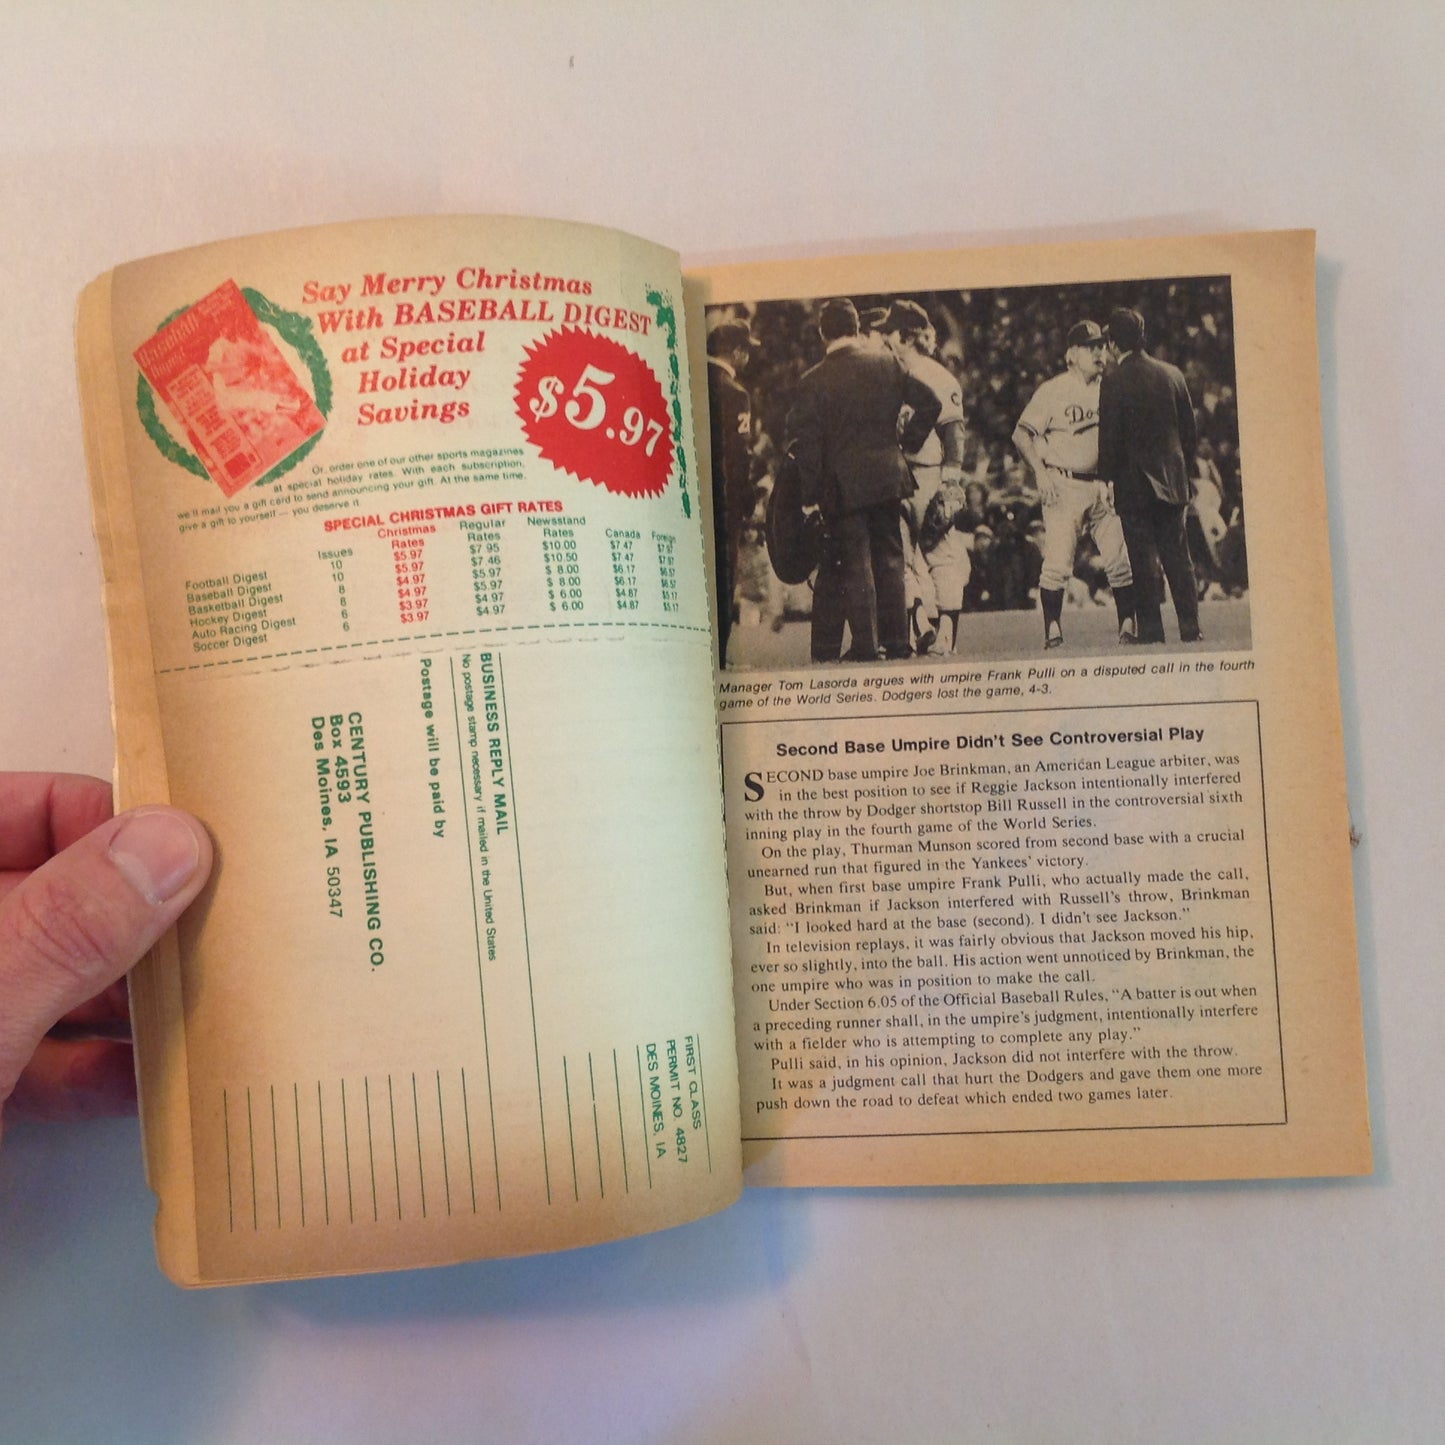 Baseball
Digest
Say Merry Christmas
With BASEBALL DIGEST
at Special
Holiday
Savings
$5.97
Or, order one of our other sports magazines
at special holiday rates. With each subscription,
we'll mail you a gift card to send announcing your gift. At the same time,
give a gift to yourself — you deserve it.
SPECIAL CHRISTMAS GIFT RATES
Issues Christmas Rates Regular Rates Newsstand Rates Canada Foreign
Football Digest 10 $5.97 $7.95 $10.00 $7.47 $7.97
Baseball Digest 10 $5.97 $7.46 $10.50 $7.47 $7.97
Basketball Digest 8 $4.97 $5.97 $ 8.00 $6.17 $6.57
Hockey Digest 8 $4.97 $5.97 $ 8.00 $6.17 $6.57
Auto Racing Digest 6 $3.97 $4.97 $ 6.00 $4.87 $5.17
Soccer Digest 6 $3.97 $4.97 $ 6.00 $4.87 $5.17
FIRST CLASS
PERMIT NO. 4827
DES MOINES, IA
BUSINESS REPLY MAIL
No postage stamp necessary if mailed in the United States
Postage will be paid by
CENTURY PUBLISHING CO.
Box 4593
Des Moines, IA 50347
2
C
Dod
Manager Tom Lasorda argues with umpire Frank Pulli on a disputed call in the fourth
game of the World Series. Dodgers lost the game, 4-3.
Second Base Umpire Didn't See Controversial Play
SECOND base umpire Joe Brinkman, an American League arbiter, was
in the best position to see if Reggie Jackson intentionally interfered
with the throw by Dodger shortstop Bill Russell in the controversial sixth
inning play in the fourth game of the World Series.
On the play, Thurman Munson scored from second base with a crucial
unearned run that figured in the Yankees' victory.
But, when first base umpire Frank Pulli, who actually made the call,
asked Brinkman if Jackson interfered with Russell's throw, Brinkman
said: "I looked hard at the base (second). I didn't see Jackson."
In television replays, it was fairly obvious that Jackson moved his hip,
ever so slightly, into the ball. His action went unnoticed by Brinkman, the
one umpire who was in position to make the call.
Under Section 6.05 of the Official Baseball Rules, "A batter is out when
a preceding runner shall, in the umpire's judgment, intentionally interfere
with a fielder who is attempting to complete any play."
Pulli said, in his opinion, Jackson did not interfere with the throw.
It was a judgment call that hurt the Dodgers and gave them one more
push down the road to defeat which ended two games later.